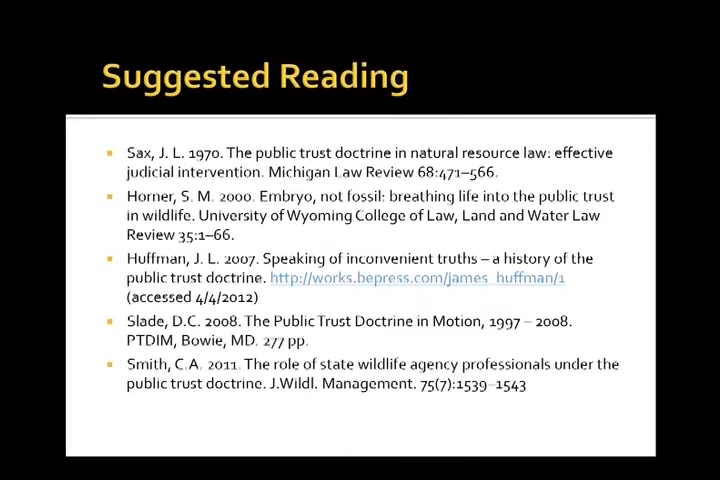 Suggested Reading
Sax, J. L. 1970. The public trust doctrine in natural resource law: effective
judicial intervention. Michigan Law Review 68:471–566.
Horner, S. M. 2000. Embryo, not fossil: breathing life into the public trust
in wildlife. University of Wyoming College of Law, Land and Water Law
Review 35:1–66.
Huffman, J. L. 2007. Speaking of inconvenient truths – a history of the
public trust doctrine. http://works.bepress.com/james_huffman/1
(accessed 4/4/2012)
Slade, D.C. 2008. The Public Trust Doctrine in Motion, 1997 – 2008.
PTDIM, Bowie, MD. 277 pp.
Smith, C.A. 2011. The role of state wildlife agency professionals under the
public trust doctrine. J.Wildl. Management. 75(7):1539–1543